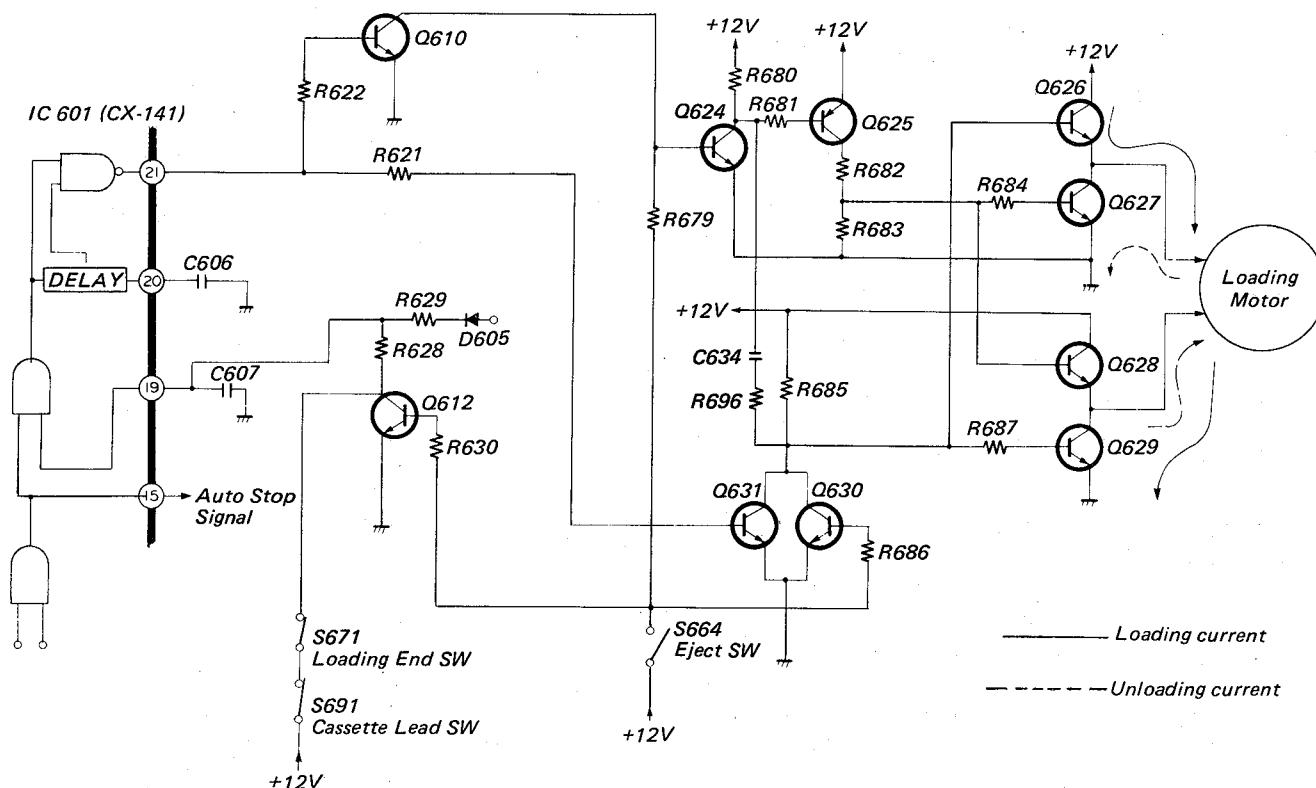 +12V
+12V
+12V
Q610
R622
R680
Q624
R681
Q625
Q626
IC 601 (CX-141)
21
R621
R682
R684
Q627
R679
R683
DELAY
20
C606
Loading
Motor
R629
D605
+12V
R628
C634
R685
Q628
19
C607
Q612
R696
R687
R630
Q629
15
Auto Stop
Signal
Q631
Q630
R686
S671
Loading End SW
S664
Eject SW
Loading current
S691
Cassette Lead SW
Unloading current
+12V
+12V